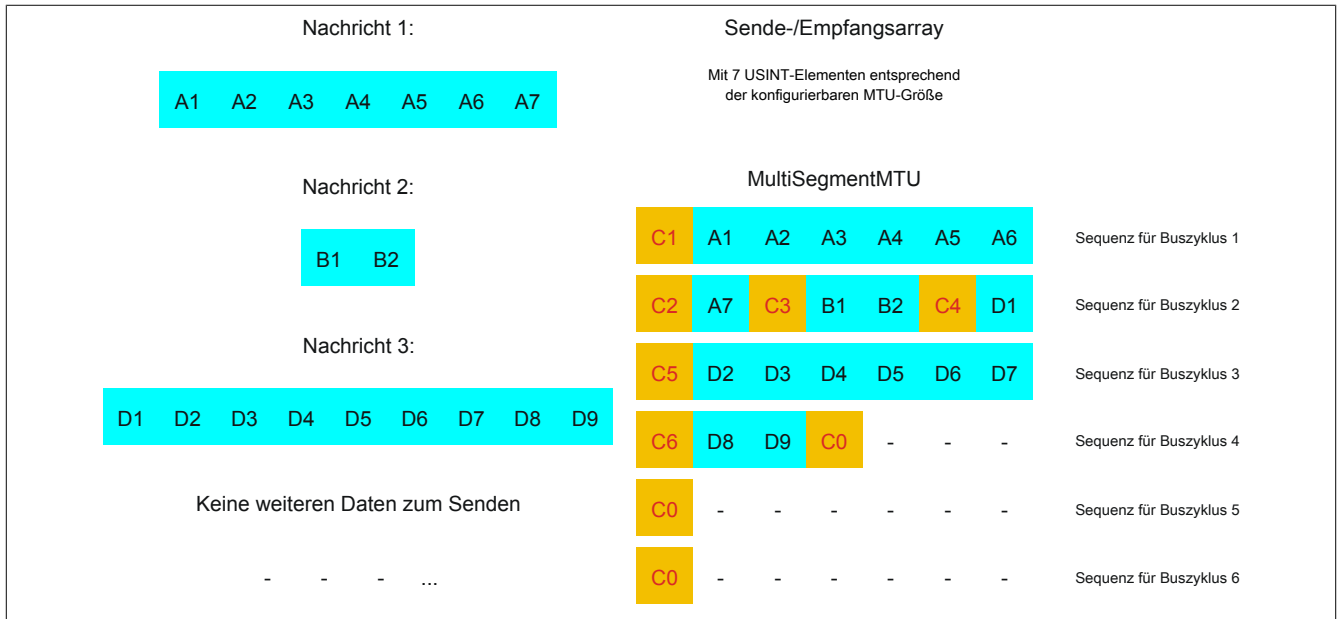 Nachricht 1:
A1 A2 A3 A4 A5 A6 A7
Nachricht 2:
B1 B2
Nachricht 3:
D1 D2 D3 D4 D5 D6 D7 D8 D9
Keine weiteren Daten zum Senden
- - - ...
Sende-/Empfangsarray
Mit 7 USINT-Elementen entsprechend
der konfigurierbaren MTU-Größe
MultiSegmentMTU
C1 A1 A2 A3 A4 A5 A6 Sequenz für Buszyklus 1
C2 A7 C3 B1 B2 C4 D1 Sequenz für Buszyklus 2
C5 D2 D3 D4 D5 D6 D7 Sequenz für Buszyklus 3
C6 D8 D9 C0 - - - Sequenz für Buszyklus 4
C0 - - - - - - Sequenz für Buszyklus 5
C0 - - - - - - Sequenz für Buszyklus 6